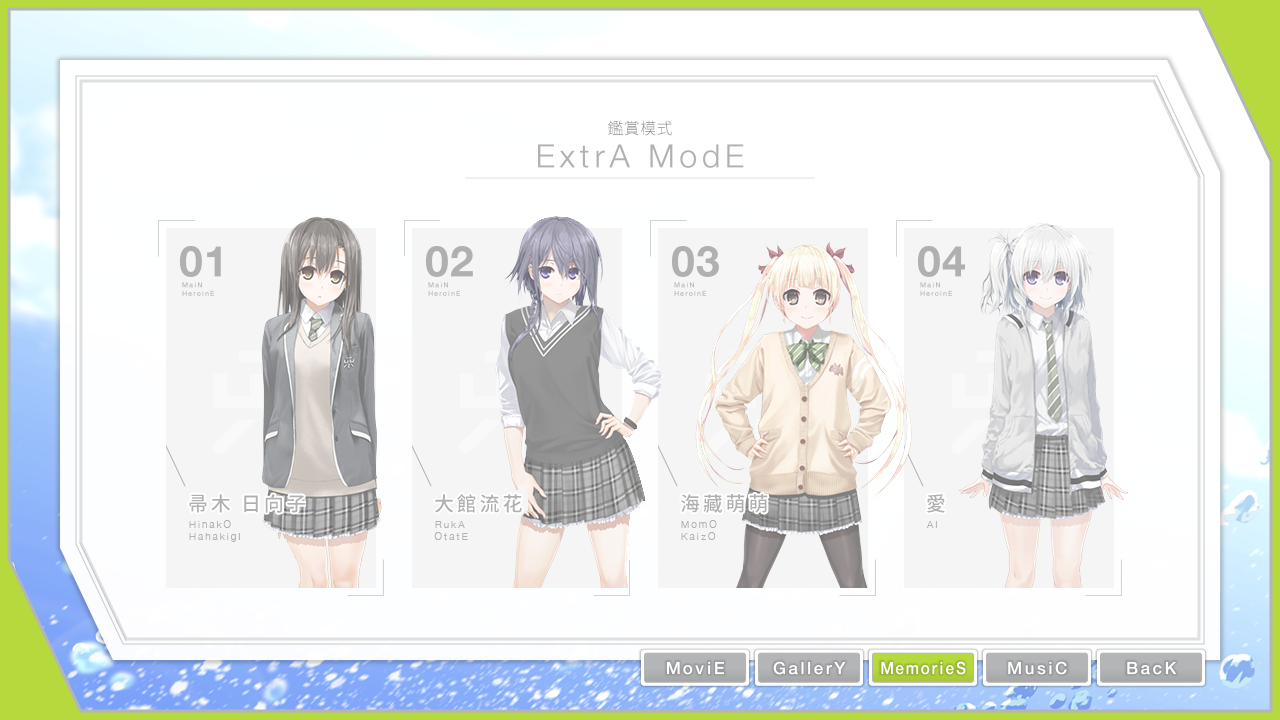 鑑賞模式
ExtrA ModE
01
MaiN
HeroinE
帚木 日向子
HinakO
HahakigI
02
MaiN
HeroinE
大館流花
RukA
OtatE
03
MaiN
HeroinE
海藏萌萌
MomO
KaizO
04
MaiN
HeroinE
愛
AI
MoviE
GallerY
MemorieS
MusiC
BacK